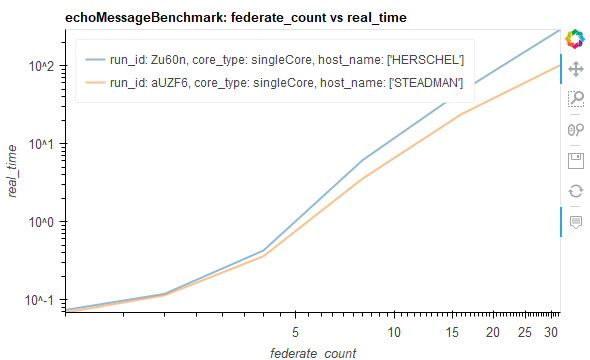 echoMessageBenchmark: federate_count vs real_time
run_id: Zu60n, core_type: singleCore, host_name: ['HERSCHEL']
run_id: aUZF6, core_type: singleCore, host_name: ['STEADMAN']
10^2
10^1
10^0
10^-1
real_time
5 10 15 20 25 30
federate_count